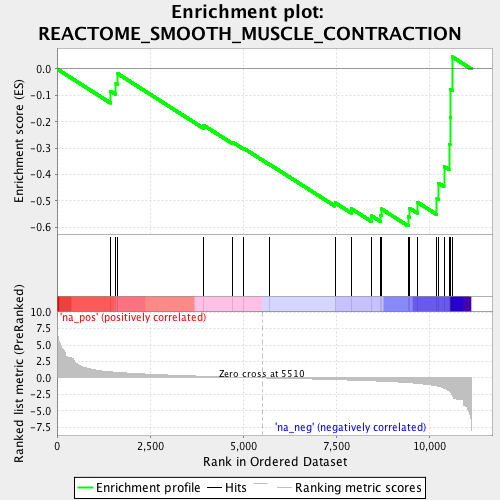 Enrichment plot:
REACTOME_SMOOTH_MUSCLE_CONTRACTION
Enrichment score (ES)
0.0
-0.1
-0.2
-0.3
-0.4
-0.5
-0.6
Ranked list metric (PreRanked)
10.0
7.5
5.0
2.5
0.0
-2.5
-5.0
-7.5
'na_pos' (positively correlated)
Zero cross at 5510
'na_neg' (negatively correlated)
0
2,500
5,000
7,500
10,000
Rank in Ordered Dataset
Enrichment profile
Hits
Ranking metric scores